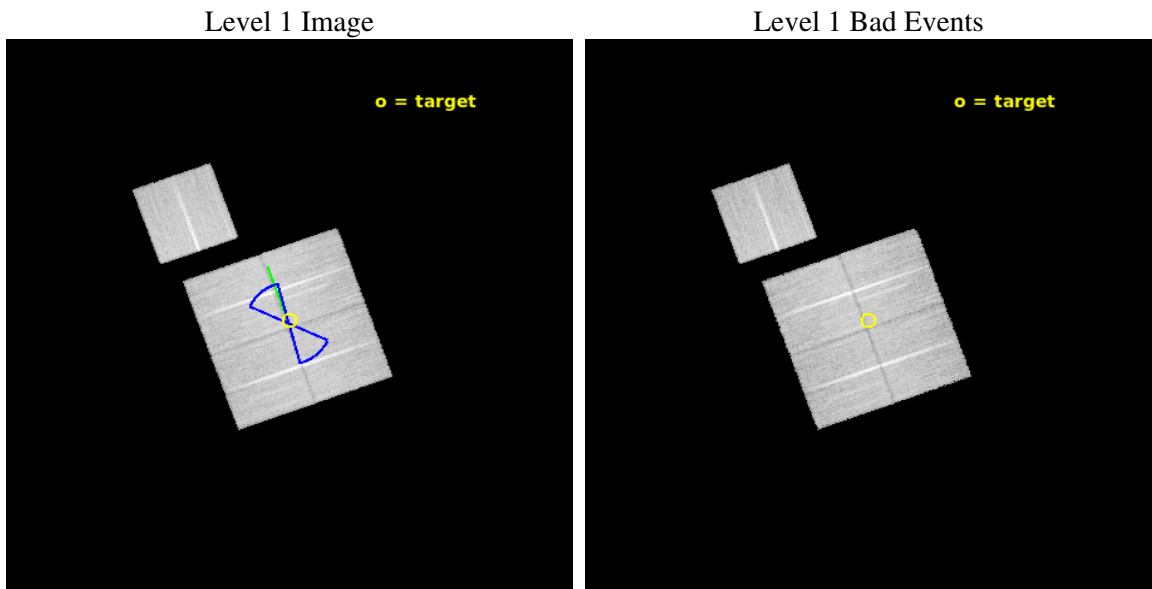 Level 1 Image
Level 1 Bad Events
o = target
o = target